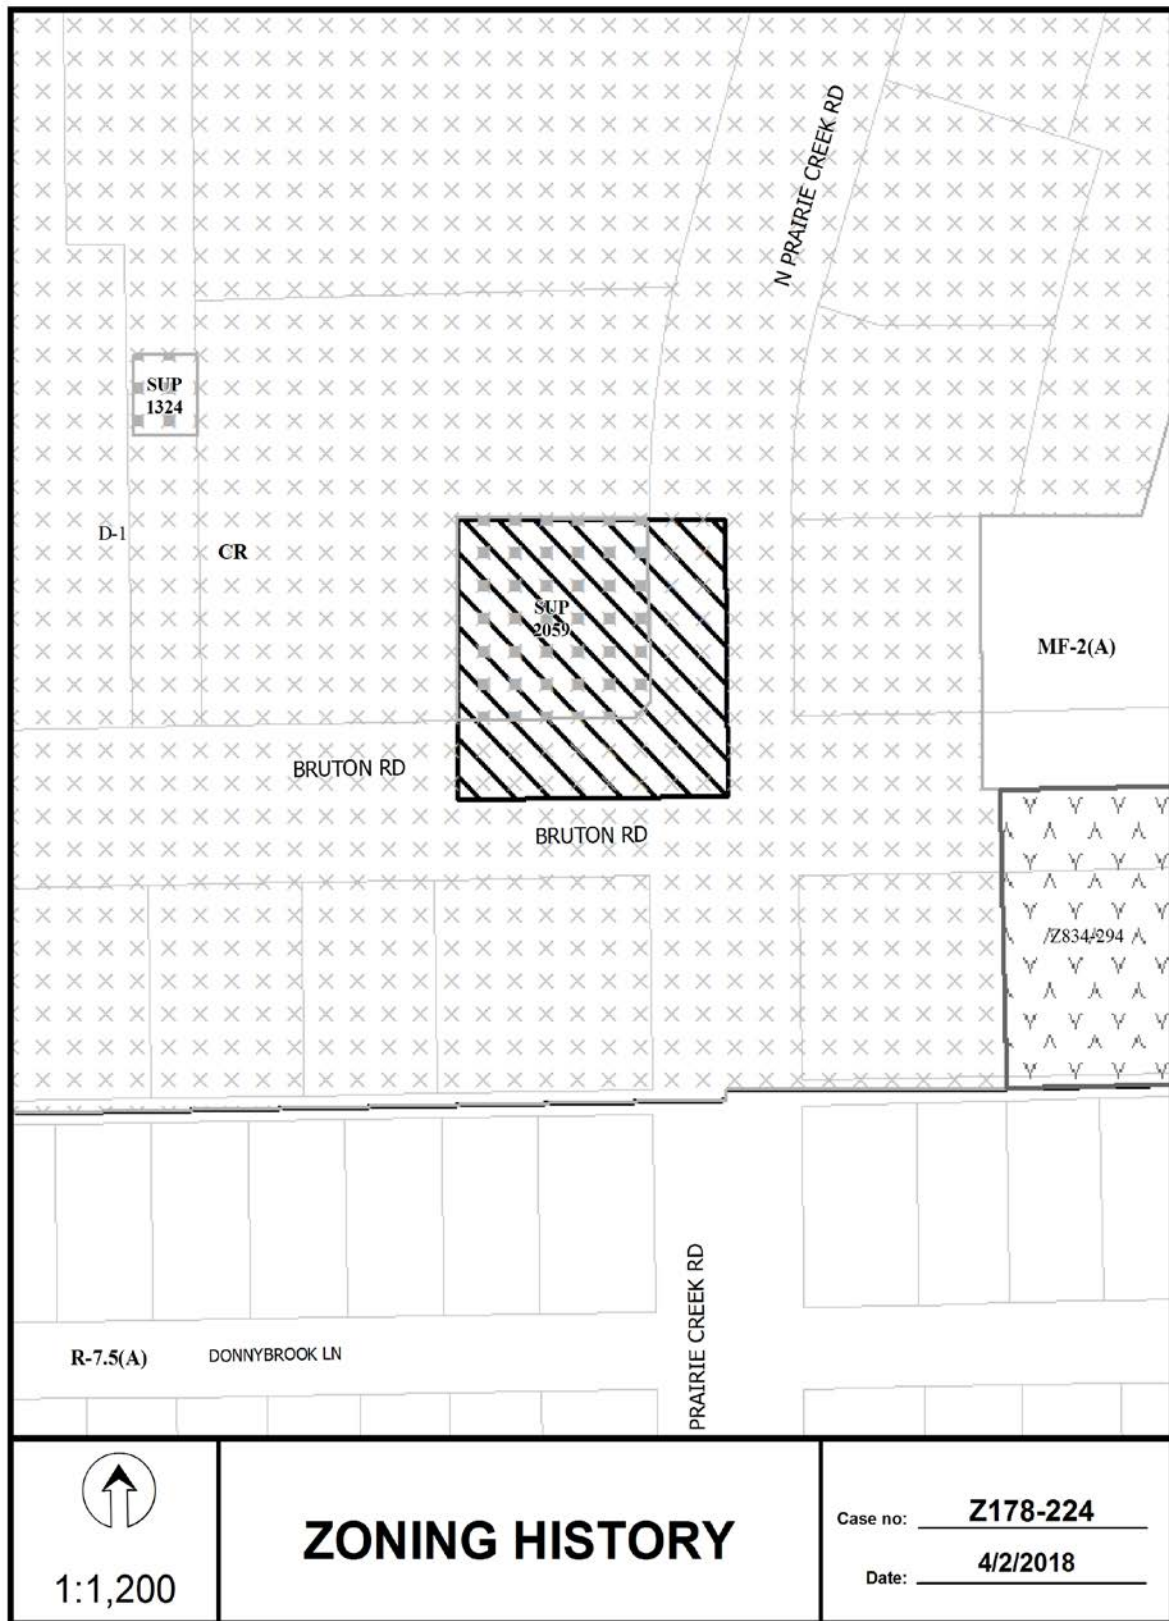 N PRAIRIE CREEK RD
SUP
1324
D-1
CR
SUP
2059
MF-2(A)
BRUTON RD
BRUTON RD
Z834-294
PRAIRIE CREEK RD
R-7.5(A)
DONNYBROOK LN
1:1,200
ZONING HISTORY
Case no: Z178-224
Date: 4/2/2018